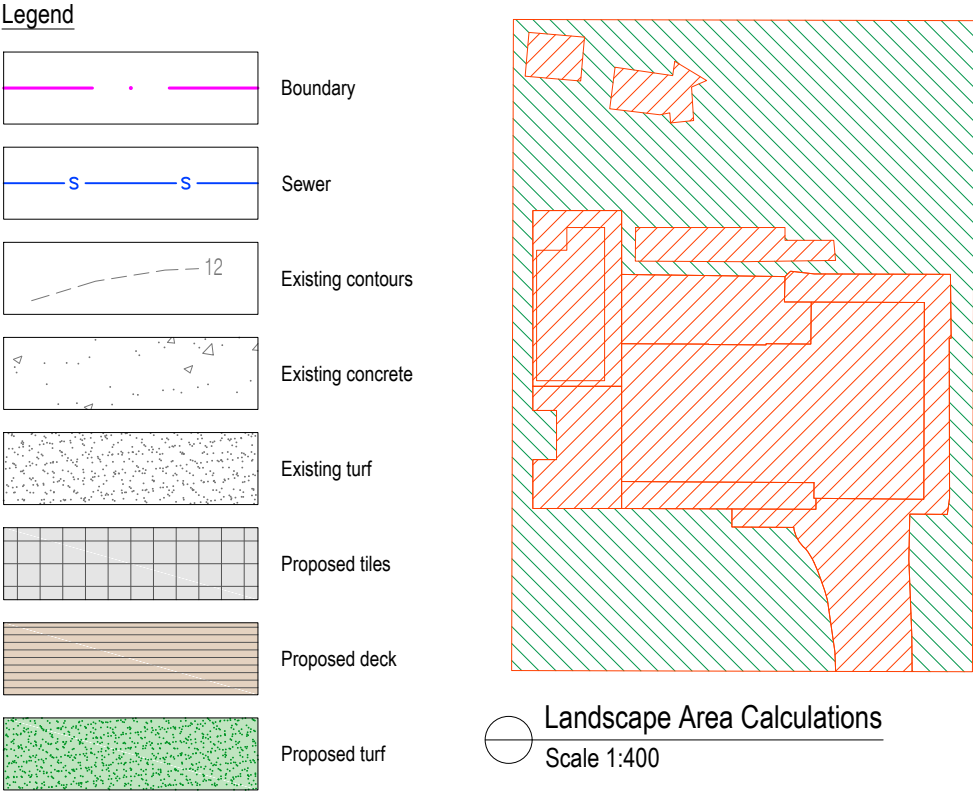 Legend
Boundary
S S
Sewer
12
Existing contours
Existing concrete
Existing turf
Proposed tiles
Proposed deck
Proposed turf
Landscape Area Calculations
Scale 1:400